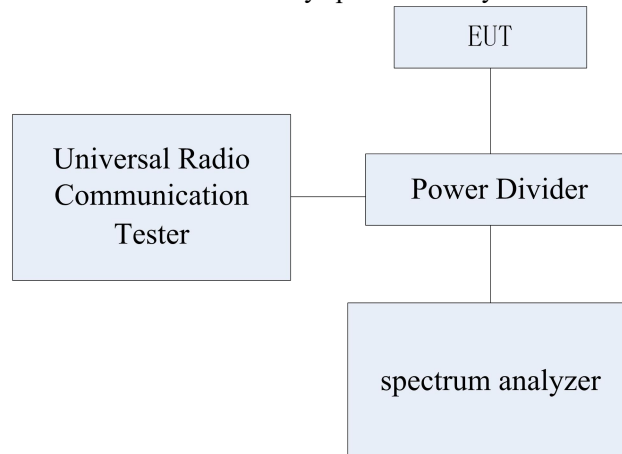 EUT
Universal Radio
Communication
Tester
Power Divider
spectrum analyzer